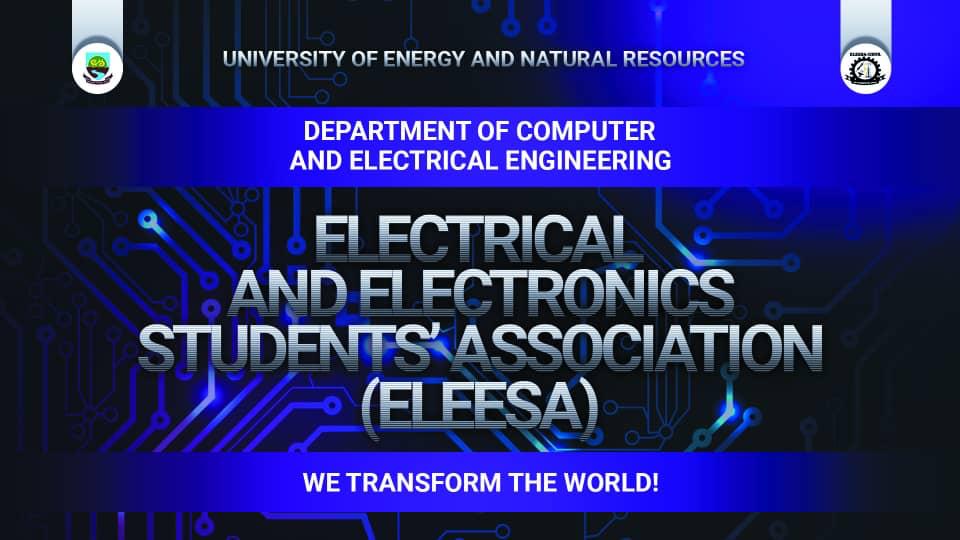 UNIVERSITY OF ENERGY AND NATURAL RESOURCES
DEPARTMENT OF COMPUTER
AND ELECTRICAL ENGINEERING
ELECTRICAL
AND ELECTRONICS
STUDENTS’ ASSOCIATION
(ELEESA)
WE TRANSFORM THE WORLD!